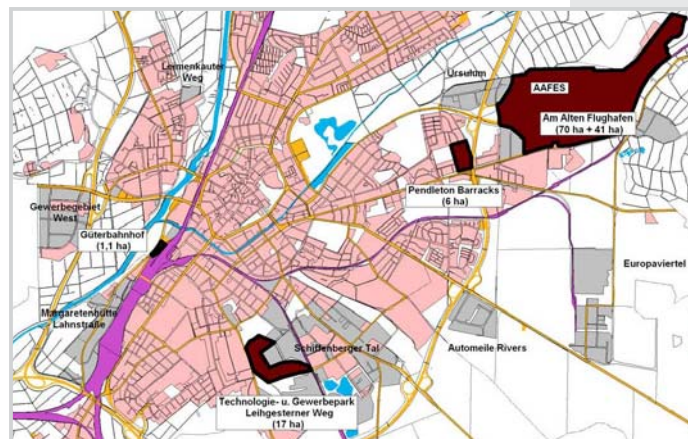 Leimenkauter
Weg
Ursulum
AAFES
Am Alten Flughafen
(70 ha + 41 ha)
Pendleton Barracks
(6 ha)
Gewerbegebiet
West
Güterbahnhof
(1,1 ha)
Europaviertel
Margaretenhütte
Lahnstraße
Schiffenberger Tal
Automeile Rivers
Technologie- u. Gewerbepark
Leihgesterner Weg
(17 ha)